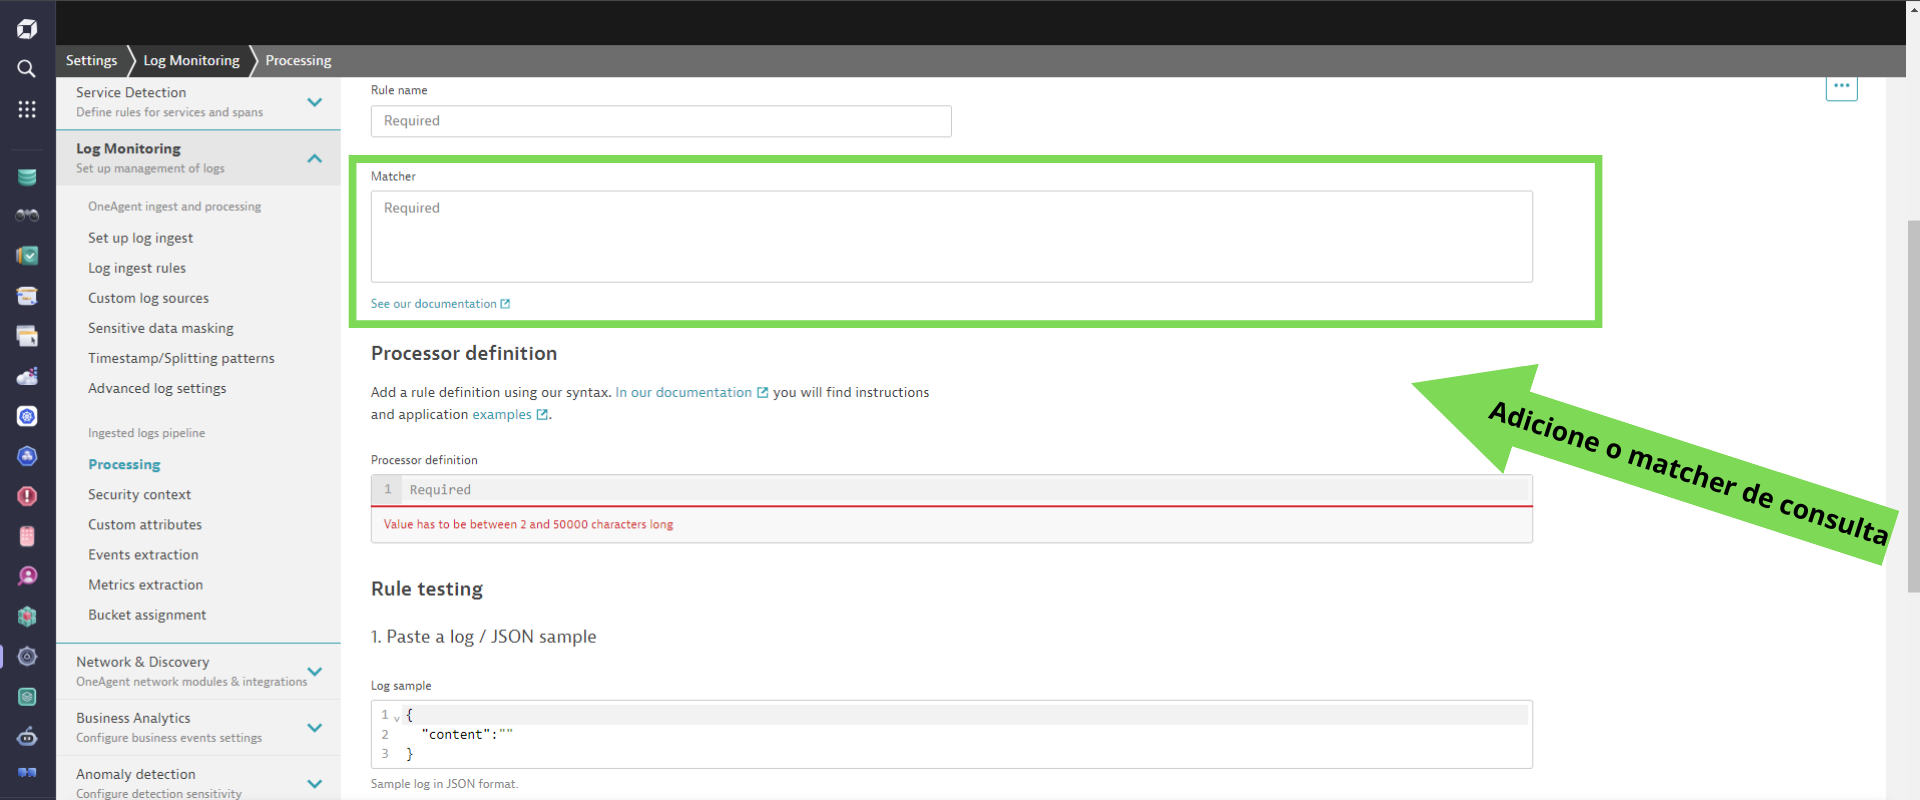 Settings
Log Monitoring
Processing
Service Detection
Define rules for services and spans
Log Monitoring
Set up management of logs
OneAgent ingest and processing
Set up log ingest
Log ingest rules
Custom log sources
Sensitive data masking
Timestamp/Splitting patterns
Advanced log settings
Ingested logs pipeline
Processing
Security context
Custom attributes
Events extraction
Metrics extraction
Bucket assignment
Network & Discovery
OneAgent network modules & integrations
Business Analytics
Configure business events settings
Anomaly detection
Configure detection sensitivity
Rule name
Required
Matcher
Required
See our documentation
Processor definition
Add a rule definition using our syntax. In our documentation you will find instructions
and application examples .
Processor definition
1 Required
Value has to be between 2 and 50000 characters long
Rule testing
1. Paste a log / JSON sample
Log sample
1 {
2 "content":""
3 }
Sample log in JSON format.
Adicione o matcher de consulta